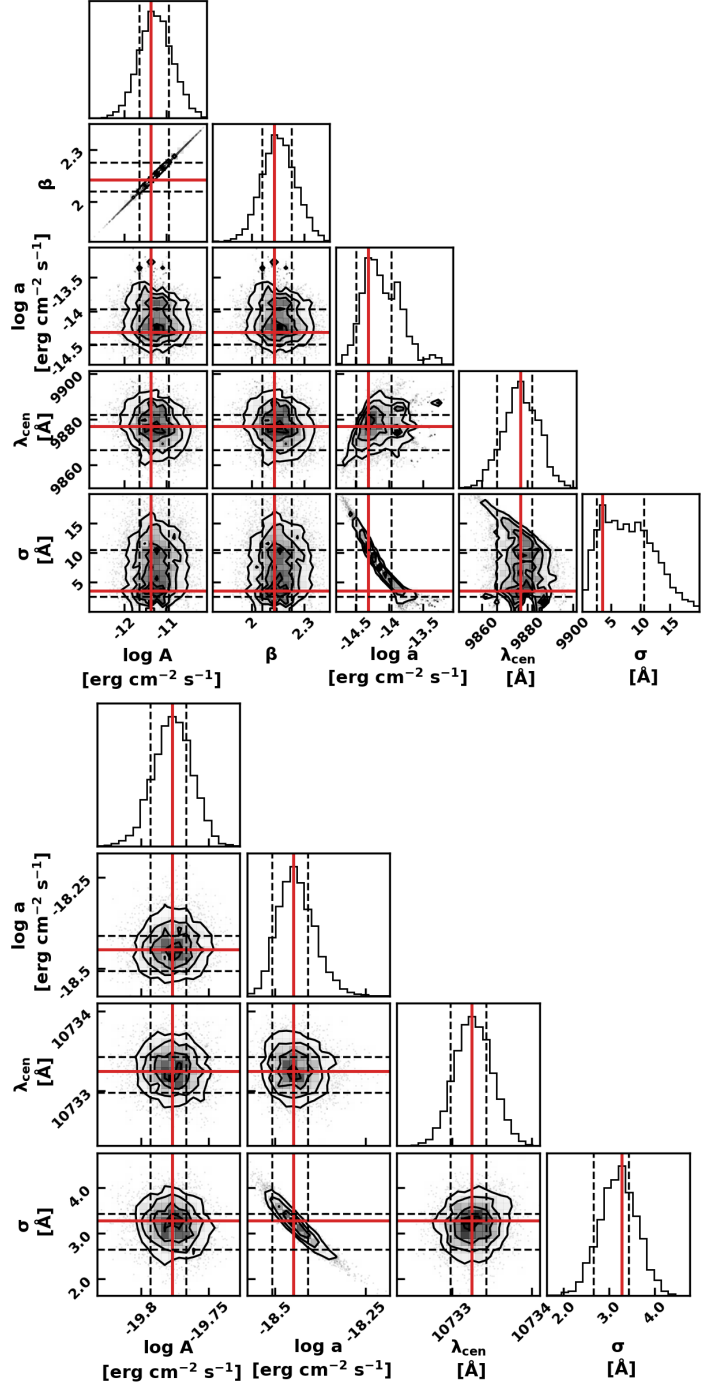 2.3
2
β
-13.5
-14
-14.5
log a
[erg cm⁻² s⁻¹]
9900
9880
9860
λcen
[Å]
15
10
5
σ
[Å]
-12 -11 2 2.3 -14.5 -14 -13.5 9860 9880 9900 5 10 15
log A β log a λcen σ
[erg cm⁻² s⁻¹] [erg cm⁻² s⁻¹] [Å] [Å]
-18.25
-18.5
log a
[erg cm⁻² s⁻¹]
10734
10733
λcen
[Å]
4.0
3.0
2.0
σ
[Å]
-19.8 -19.75 -18.5 -18.25 10733 10734 2.0 3.0 4.0
log A log a λcen σ
[erg cm⁻² s⁻¹] [erg cm⁻² s⁻¹] [Å] [Å]